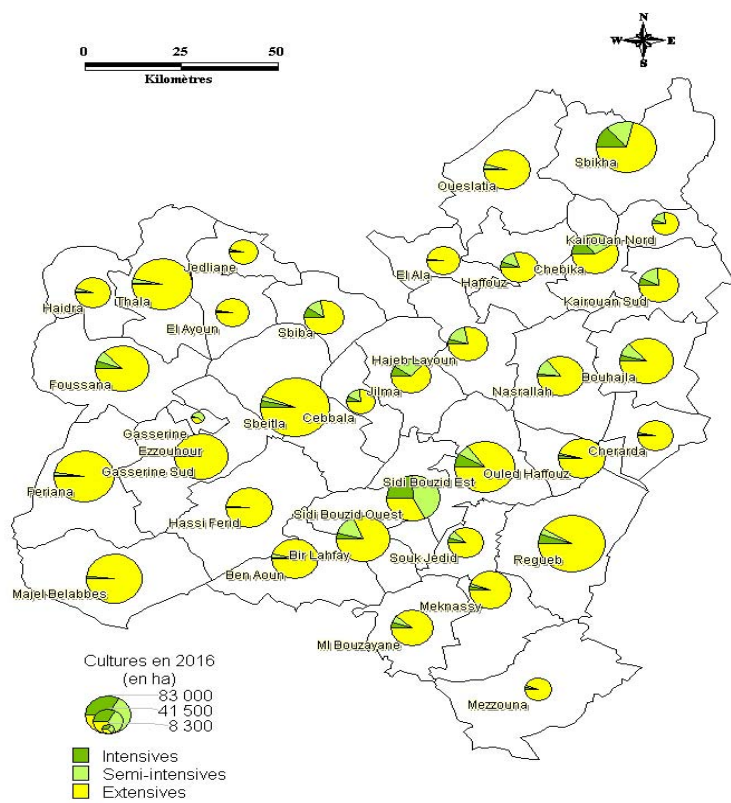 N
W E
S
0 25 50
Kilomètres
Sbikha
Oueslatia
Kairouan Nord
Jedliane
El Ala
Haffouz
Chebika
Thala
Kairouan Sud
Haidra
El Ayoun
Sbiba
Hajeb Layoun
Foussana
Jilma
Nasrallah
Bouhajla
Cebbala
Sbeitla
Gasserine
Ezzouhour
Cherarda
Gasserine Sud
Sidi Bouzid Est
Ouled Haffouz
Feriana
Sidi Bouzid Ouest
Hassi Ferid
Bir Lahfay
Souk Jedid
Regueb
Ben Aoun
Majel Belabbes
Meknassy
Ml Bouzayane
Cultures en 2016
(en ha)
83 000
41 500
8 300
Mezzouna
Intensives
Semi-intensives
Extensives